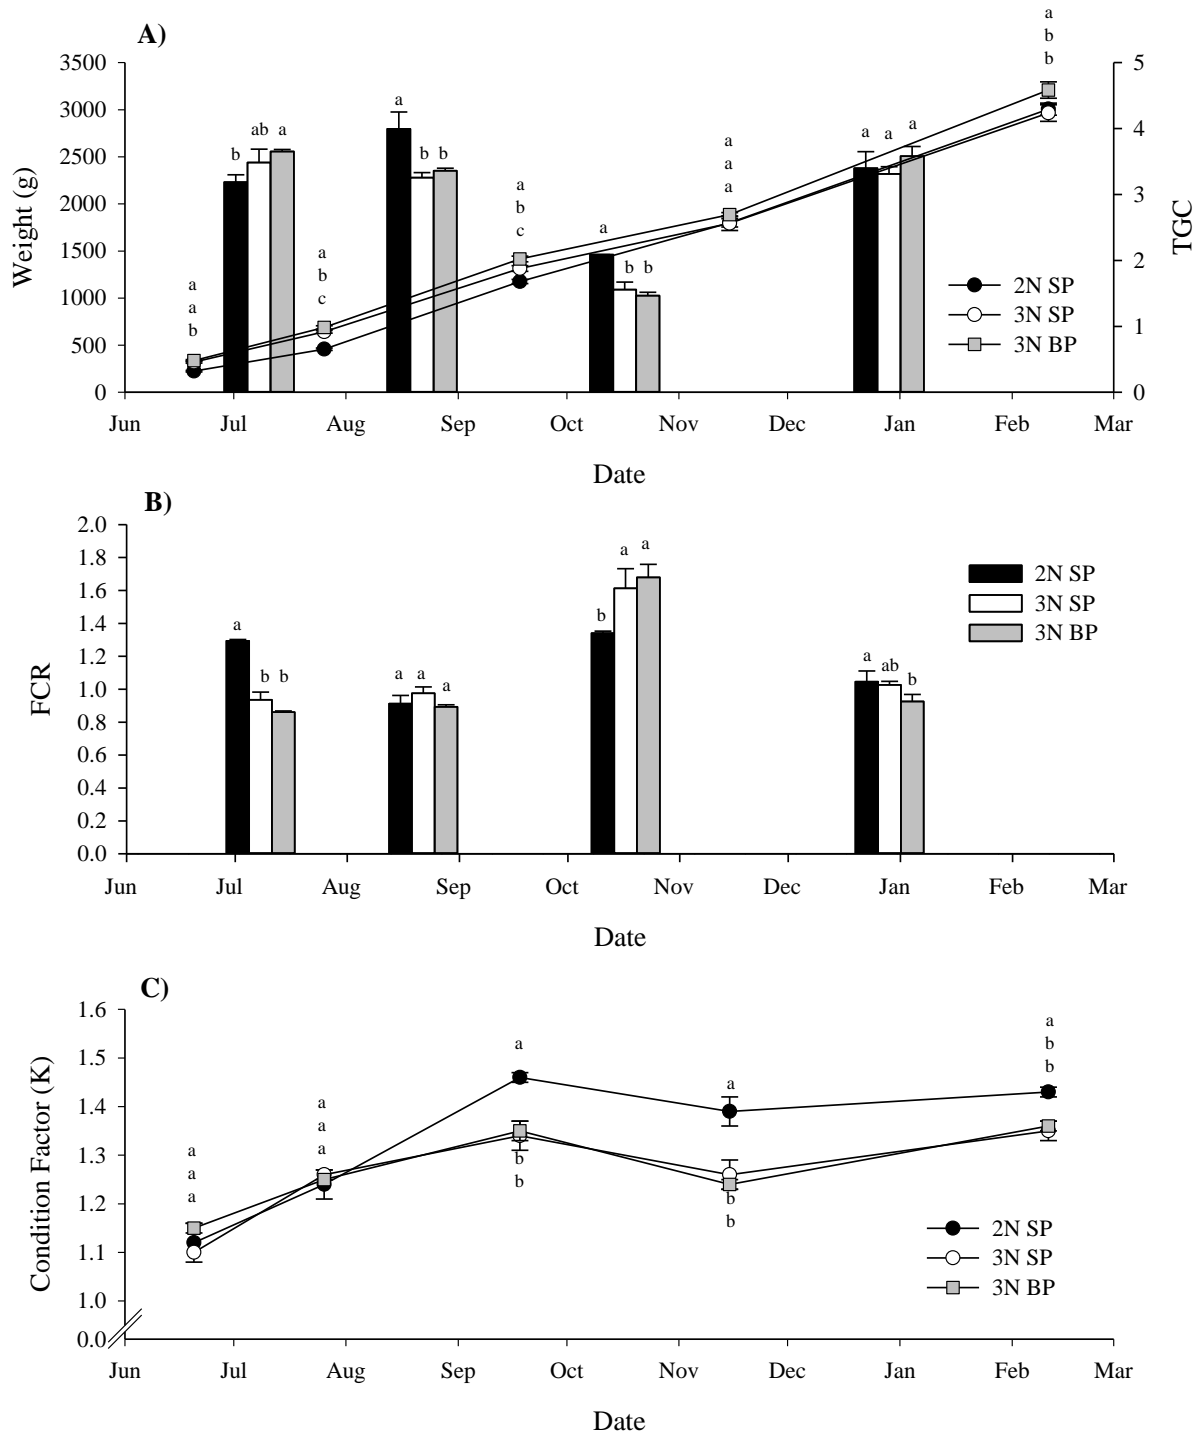 A)
3500
3000
2500
2000
1500
1000
500
0
Weight (g)
5
4
3
2
1
0
TGC
a
a
b
b ab a
a
b
c
a
b b
a
b
c
a
b b
a
a
a
a a a
a
b
b
2N SP
3N SP
3N BP
Jun Jul Aug Sep Oct Nov Dec Jan Feb Mar
Date
B)
2.0
1.8
1.6
1.4
1.2
1.0
0.8
0.6
0.4
0.2
0.0
FCR
a
b b
a a a
b
a a
a ab b
2N SP
3N SP
3N BP
Jun Jul Aug Sep Oct Nov Dec Jan Feb Mar
Date
C)
1.6
1.5
1.4
1.3
1.2
1.1
1.0
0.0
Condition Factor (K)
a
a
a
a
a
a
a
b
b
a
b
b
a
b
b
2N SP
3N SP
3N BP
Jun Jul Aug Sep Oct Nov Dec Jan Feb Mar
Date